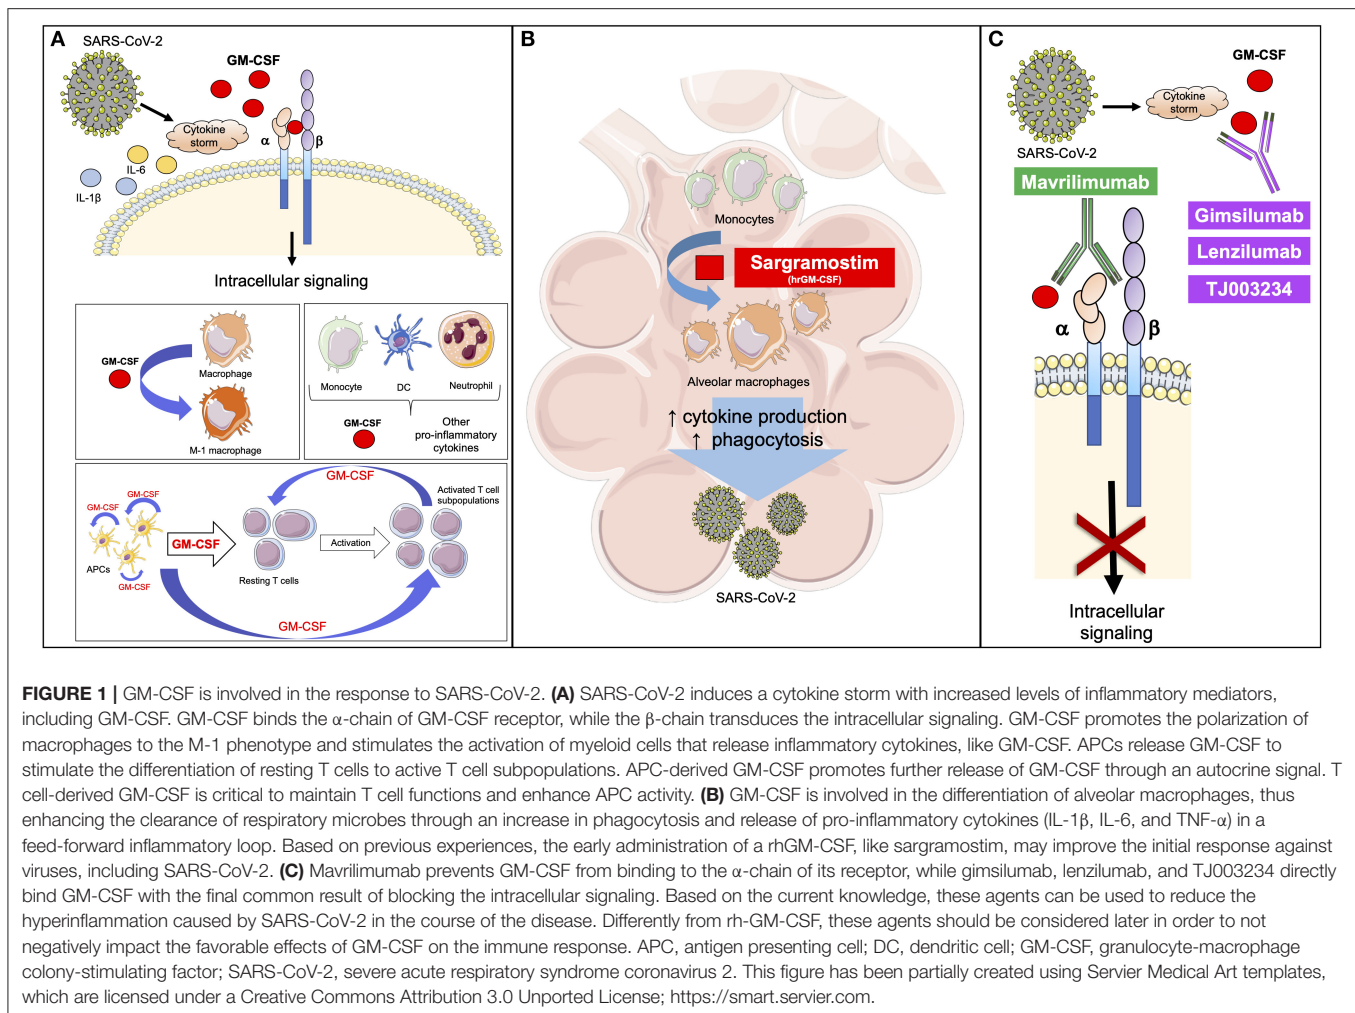 A
SARS-CoV-2
GM-CSF
Cytokine
storm
α
β
IL-6
IL-1β
Intracellular signaling
GM-CSF
Macrophage
M-1 macrophage
Monocyte
DC
Neutrophil
GM-CSF
Other
pro-inflammatory
cytokines
GM-CSF
GM-CSF
GM-CSF
APCs
GM-CSF
GM-CSF
Resting T cells
Activation
Activated T cell
subpopulations
GM-CSF
B
Monocytes
Sargramostim
(hrGM-CSF)
Alveolar macrophages
↑ cytokine production
↑ phagocytosis
SARS-CoV-2
C
GM-CSF
Cytokine
storm
SARS-CoV-2
Mavrilimumab
Gimsilumab
Lenzilumab
TJ003234
α
β
Intracellular
signaling
FIGURE 1 | GM-CSF is involved in the response to SARS-CoV-2. (A) SARS-CoV-2 induces a cytokine storm with increased levels of inflammatory mediators,
including GM-CSF. GM-CSF binds the α-chain of GM-CSF receptor, while the β-chain transduces the intracellular signaling. GM-CSF promotes the polarization of
macrophages to the M-1 phenotype and stimulates the activation of myeloid cells that release inflammatory cytokines, like GM-CSF. APCs release GM-CSF to
stimulate the differentiation of resting T cells to active T cell subpopulations. APC-derived GM-CSF promotes further release of GM-CSF through an autocrine signal. T
cell-derived GM-CSF is critical to maintain T cell functions and enhance APC activity. (B) GM-CSF is involved in the differentiation of alveolar macrophages, thus
enhancing the clearance of respiratory microbes through an increase in phagocytosis and release of pro-inflammatory cytokines (IL-1β, IL-6, and TNF-α) in a
feed-forward inflammatory loop. Based on previous experiences, the early administration of a rhGM-CSF, like sargramostim, may improve the initial response against
viruses, including SARS-CoV-2. (C) Mavrilimumab prevents GM-CSF from binding to the α-chain of its receptor, while gimsilumab, lenzilumab, and TJ003234 directly
bind GM-CSF with the final common result of blocking the intracellular signaling. Based on the current knowledge, these agents can be used to reduce the
hyperinflammation caused by SARS-CoV-2 in the course of the disease. Differently from rh-GM-CSF, these agents should be considered later in order to not
negatively impact the favorable effects of GM-CSF on the immune response. APC, antigen presenting cell; DC, dendritic cell; GM-CSF, granulocyte-macrophage
colony-stimulating factor; SARS-CoV-2, severe acute respiratory syndrome coronavirus 2. This figure has been partially created using Servier Medical Art templates,
which are licensed under a Creative Commons Attribution 3.0 Unported License; https://smart.servier.com.